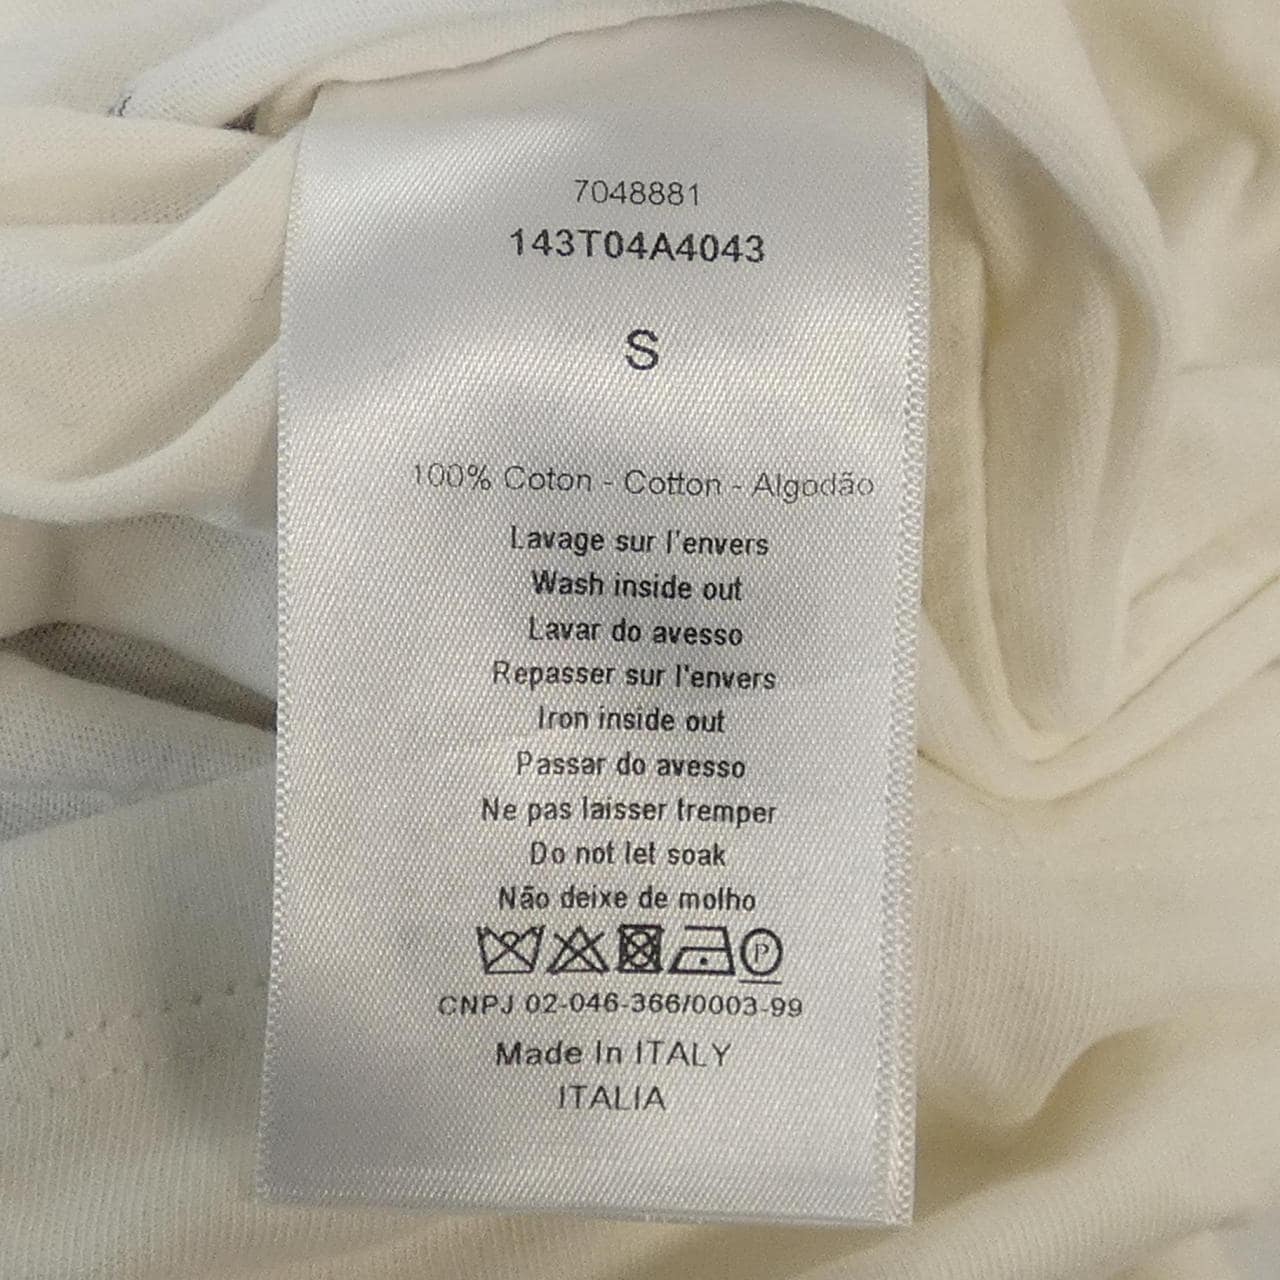 7048881
143T04A4043
S
100% Coton - Cotton - Algodão
Lavage sur l'envers
Wash inside out
Lavar do avesso
Repasser sur l'envers
Iron inside out
Passar do avesso
Ne pas laisser tremper
Do not let soak
Não deixe de molho
P
CNPJ 02-046-366/0003-99
Made In ITALY
ITALIA